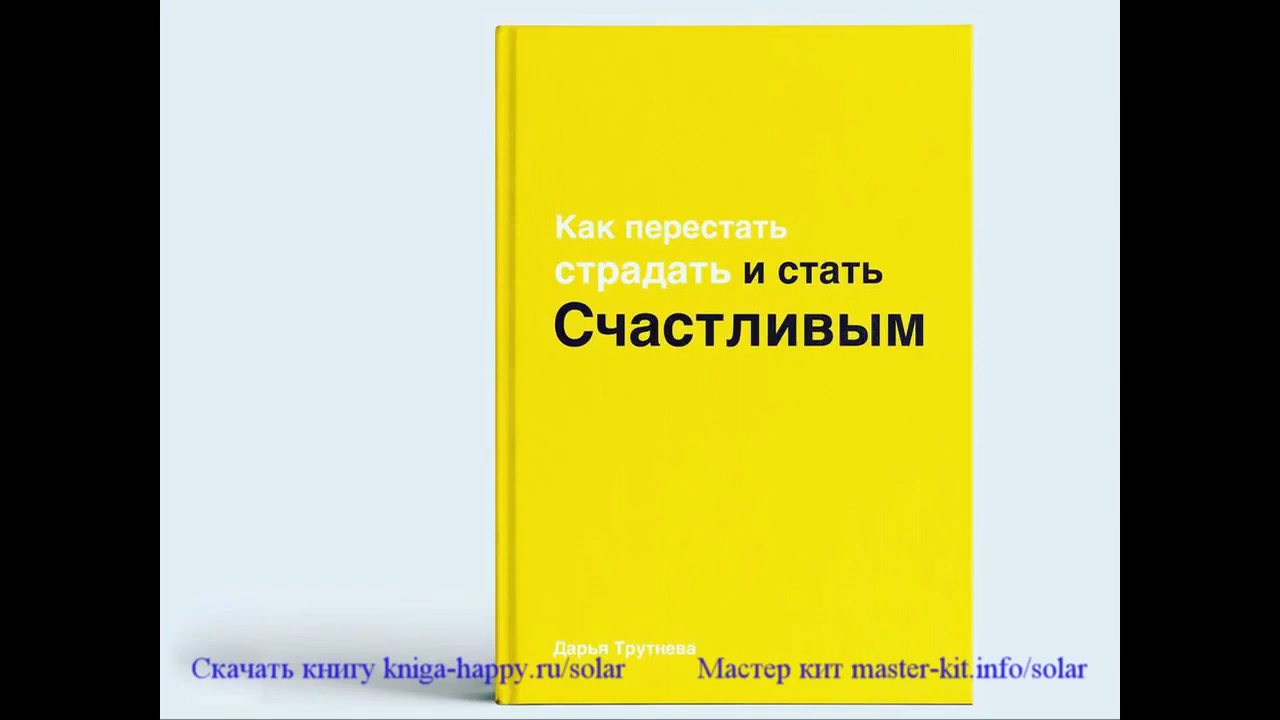 Как перестать
страдать и стать
Счастливым
Дарья Трутнева
Скачать книгу kniga-happy.ru/solar Мастер кит master-kit.info/solar